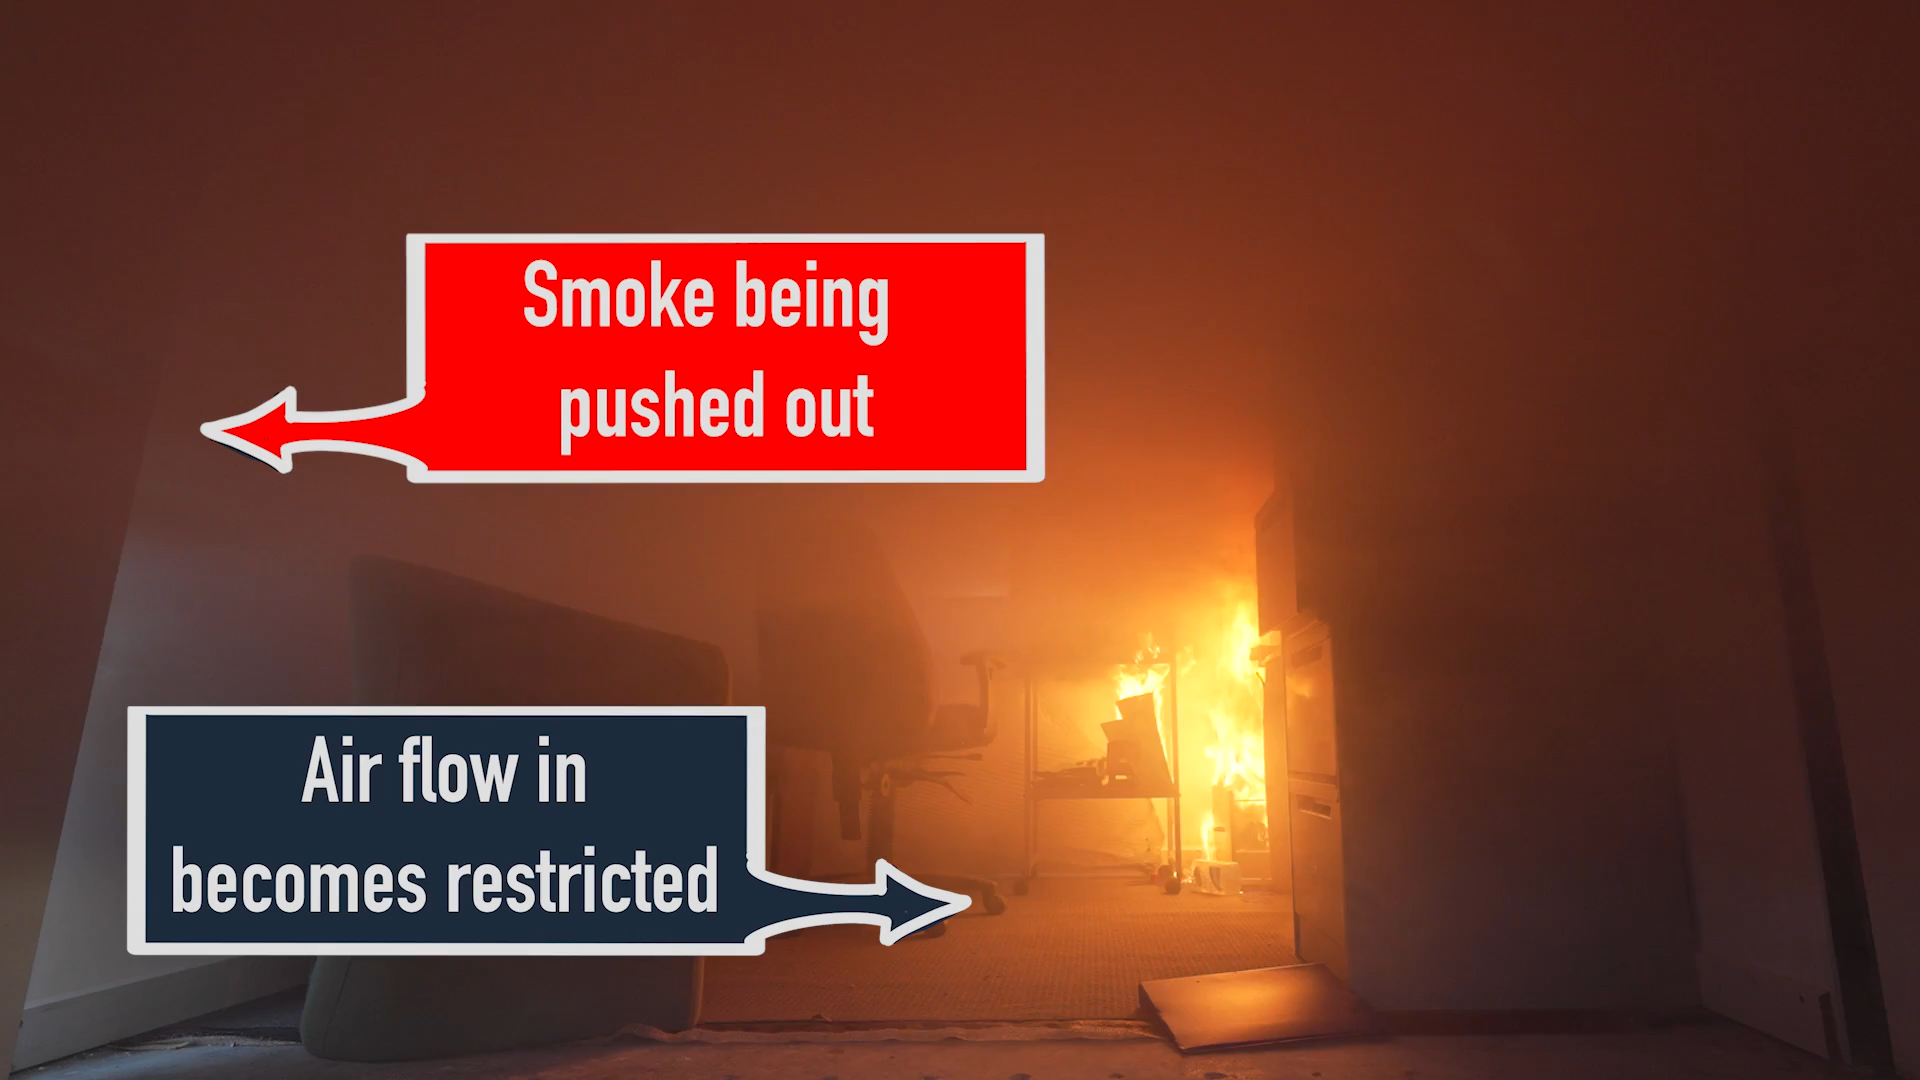 Smoke being
pushed out
Air flow in
becomes restricted